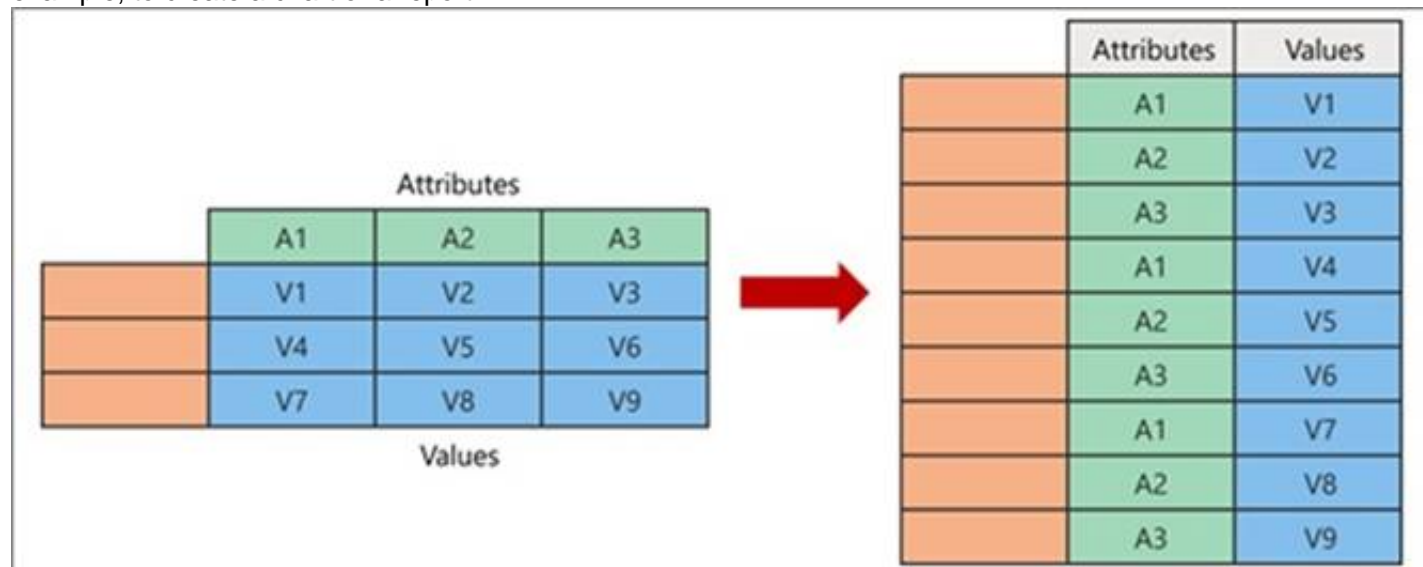 Attributes
A1 A2 A3
V1 V2 V3
V4 V5 V6
V7 V8 V9
Values
Attributes Values
A1 V1
A2 V2
A3 V3
A1 V4
A2 V5
A3 V6
A1 V7
A2 V8
A3 V9